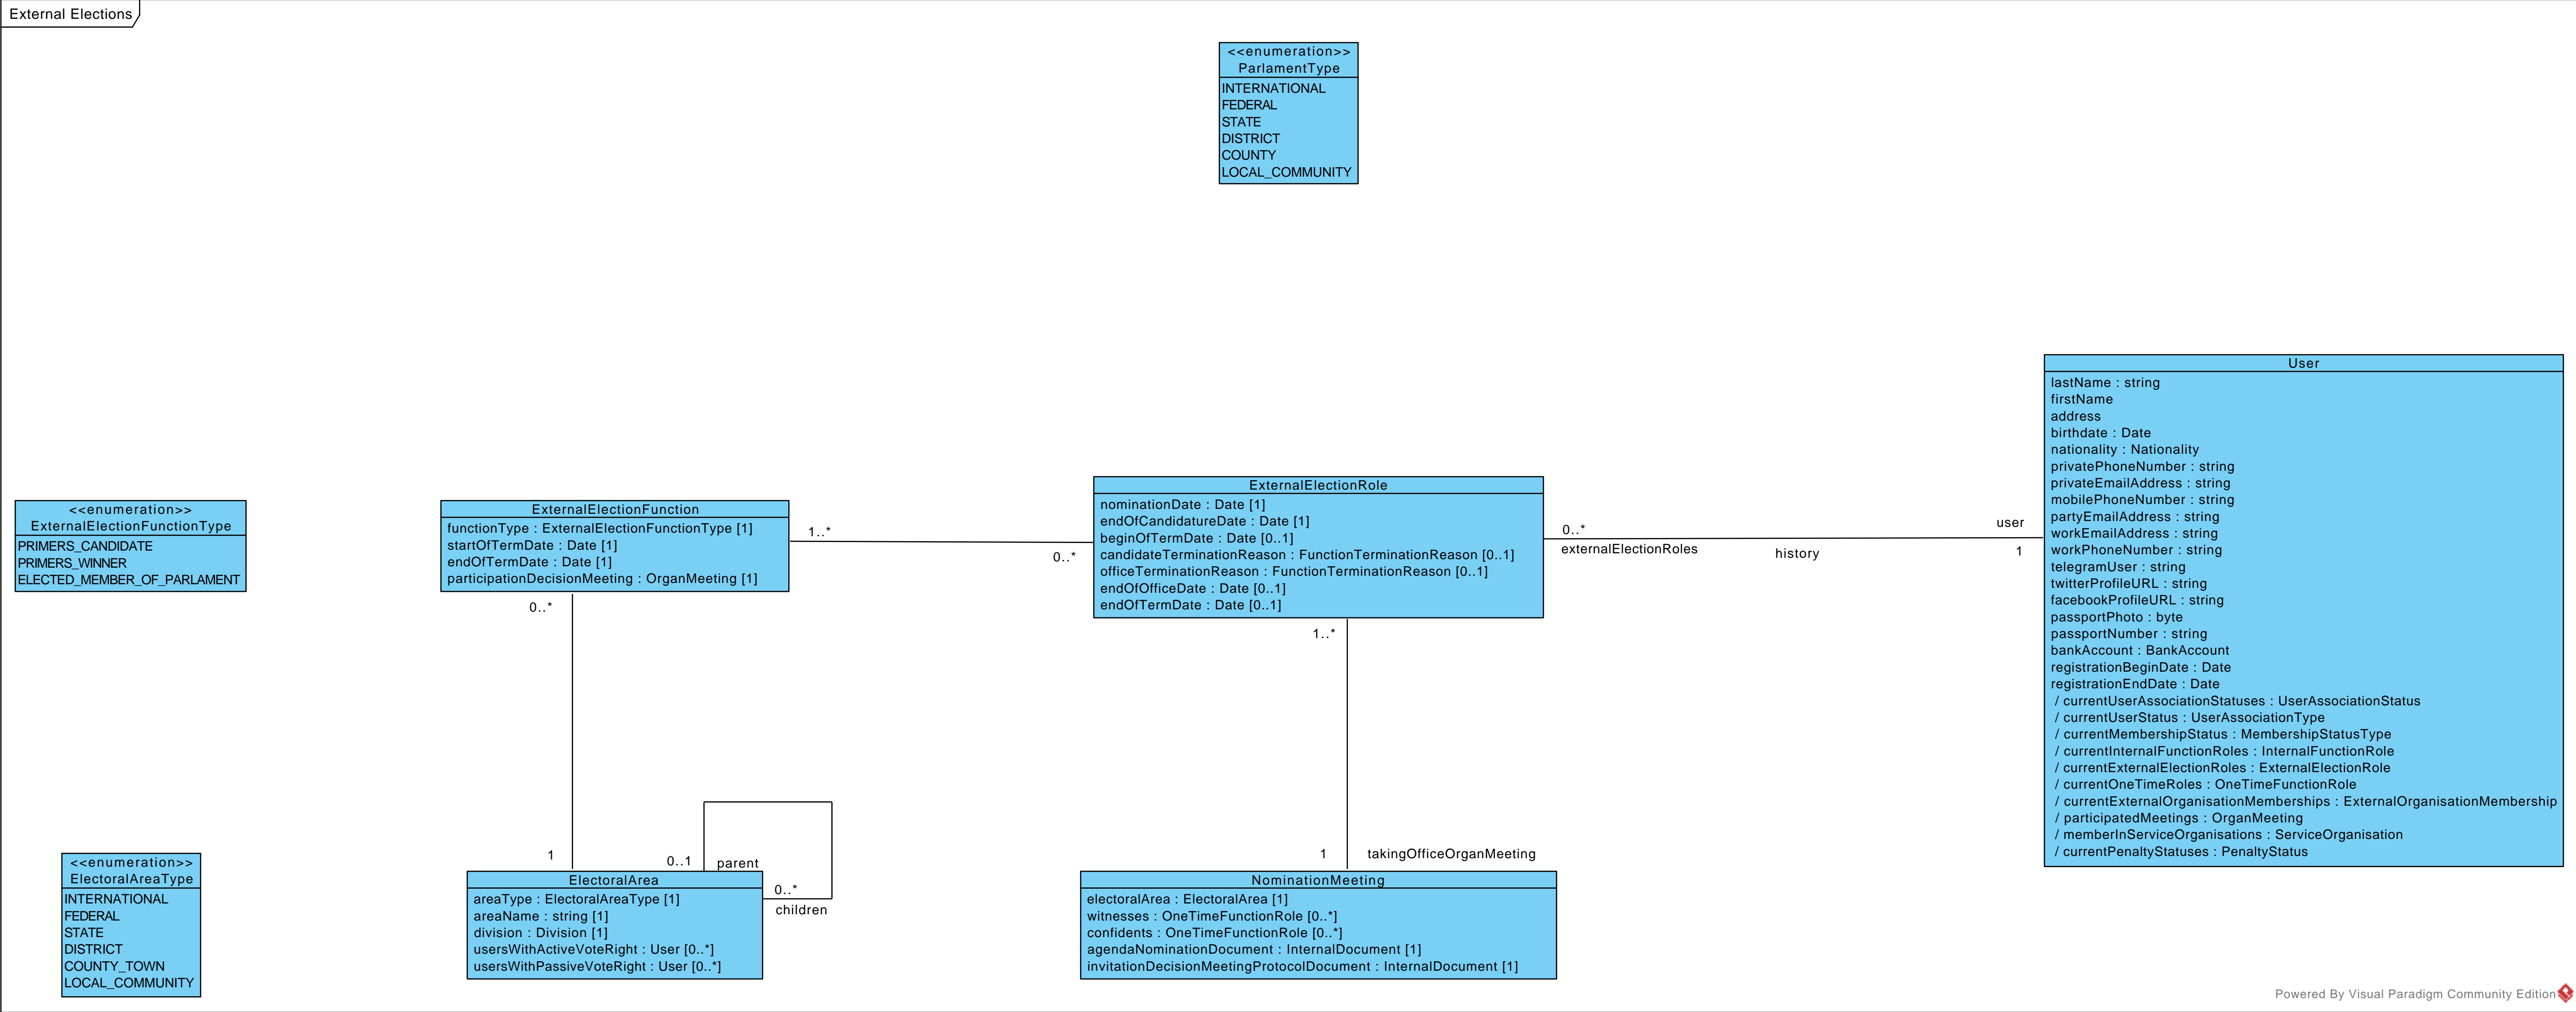 External Elections
<<enumeration>>
ParlamentType
INTERNATIONAL
FEDERAL
STATE
DISTRICT
COUNTY
LOCAL_COMMUNITY
<<enumeration>>
ExternalElectionFunctionType
PRIMERS_CANDIDATE
PRIMERS_WINNER
ELECTED_MEMBER_OF_PARLAMENT
ExternalElectionFunction
functionType : ExternalElectionFunctionType [1]
startOfTermDate : Date [1]
endOfTermDate : Date [1]
participationDecisionMeeting : OrganMeeting [1]
1..*
0..*
ExternalElectionRole
nominationDate : Date [1]
endOfCandidatureDate : Date [1]
beginOfTermDate : Date [0..1]
candidateTerminationReason : FunctionTerminationReason [0..1]
officeTerminationReason : FunctionTerminationReason [0..1]
endOfOfficeDate : Date [0..1]
endOfTermDate : Date [0..1]
0..*
externalElectionRoles
history
user
1
User
lastName : string
firstName
address
birthdate : Date
nationality : Nationality
privatePhoneNumber : string
privateEmailAddress : string
mobilePhoneNumber : string
partyEmailAddress : string
workEmailAddress : string
workPhoneNumber : string
telegramUser : string
twitterProfileURL : string
facebookProfileURL : string
passportPhoto : byte
passportNumber : string
bankAccount : BankAccount
registrationBeginDate : Date
registrationEndDate : Date
/ currentUserAssociationStatuses : UserAssociationStatus
/ currentUserStatus : UserAssociationType
/ currentMembershipStatus : MembershipStatusType
/ currentInternalFunctionRoles : InternalFunctionRole
/ currentExternalElectionRoles : ExternalElectionRole
/ currentOneTimeRoles : OneTimeFunctionRole
/ currentExternalOrganisationMemberships : ExternalOrganisationMembership
/ participatedMeetings : OrganMeeting
/ memberInServiceOrganisations : ServiceOrganisation
/ currentPenaltyStatuses : PenaltyStatus
0..*
1
1..*
1
takingOfficeOrganMeeting
<<enumeration>>
ElectoralAreaType
INTERNATIONAL
FEDERAL
STATE
DISTRICT
COUNTY_TOWN
LOCAL_COMMUNITY
0..1
parent
0..*
children
ElectoralArea
areaType : ElectoralAreaType [1]
areaName : string [1]
division : Division [1]
usersWithActiveVoteRight : User [0..*]
usersWithPassiveVoteRight : User [0..*]
NominationMeeting
electoralArea : ElectoralArea [1]
witnesses : OneTimeFunctionRole [0..*]
confidents : OneTimeFunctionRole [0..*]
agendaNominationDocument : InternalDocument [1]
invitationDecisionMeetingProtocolDocument : InternalDocument [1]
Powered By Visual Paradigm Community Edition